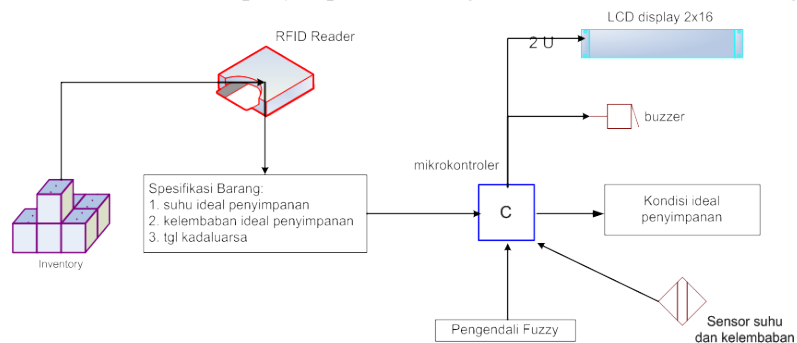 LCD display 2x16
RFID Reader
2 U
buzzer
mikrokontroler
Spesifikasi Barang:
1. suhu ideal penyimpanan
2. kelembaban ideal penyimpanan
3. tgl kadaluarsa
C
Kondisi ideal
penyimpanan
Inventory
Pengendali Fuzzy
Sensor suhu
dan kelembaban